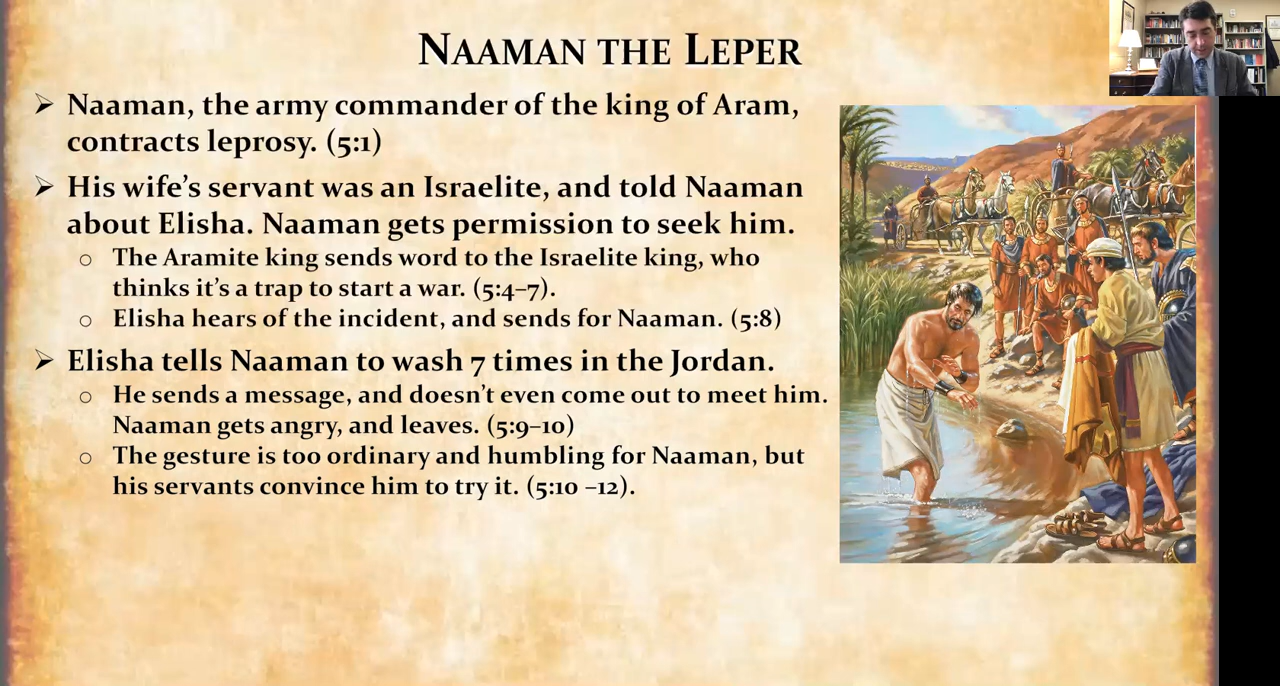 NAAMAN THE LEPER
➢ Naaman, the army commander of the king of Aram,
contracts leprosy. (5:1)
➢ His wife’s servant was an Israelite, and told Naaman
about Elisha. Naaman gets permission to seek him.
○ The Aramite king sends word to the Israelite king, who
thinks it’s a trap to start a war. (5:4–7).
○ Elisha hears of the incident, and sends for Naaman. (5:8)
➢ Elisha tells Naaman to wash 7 times in the Jordan.
○ He sends a message, and doesn’t even come out to meet him.
Naaman gets angry, and leaves. (5:9–10)
○ The gesture is too ordinary and humbling for Naaman, but
his servants convince him to try it. (5:10 –12).